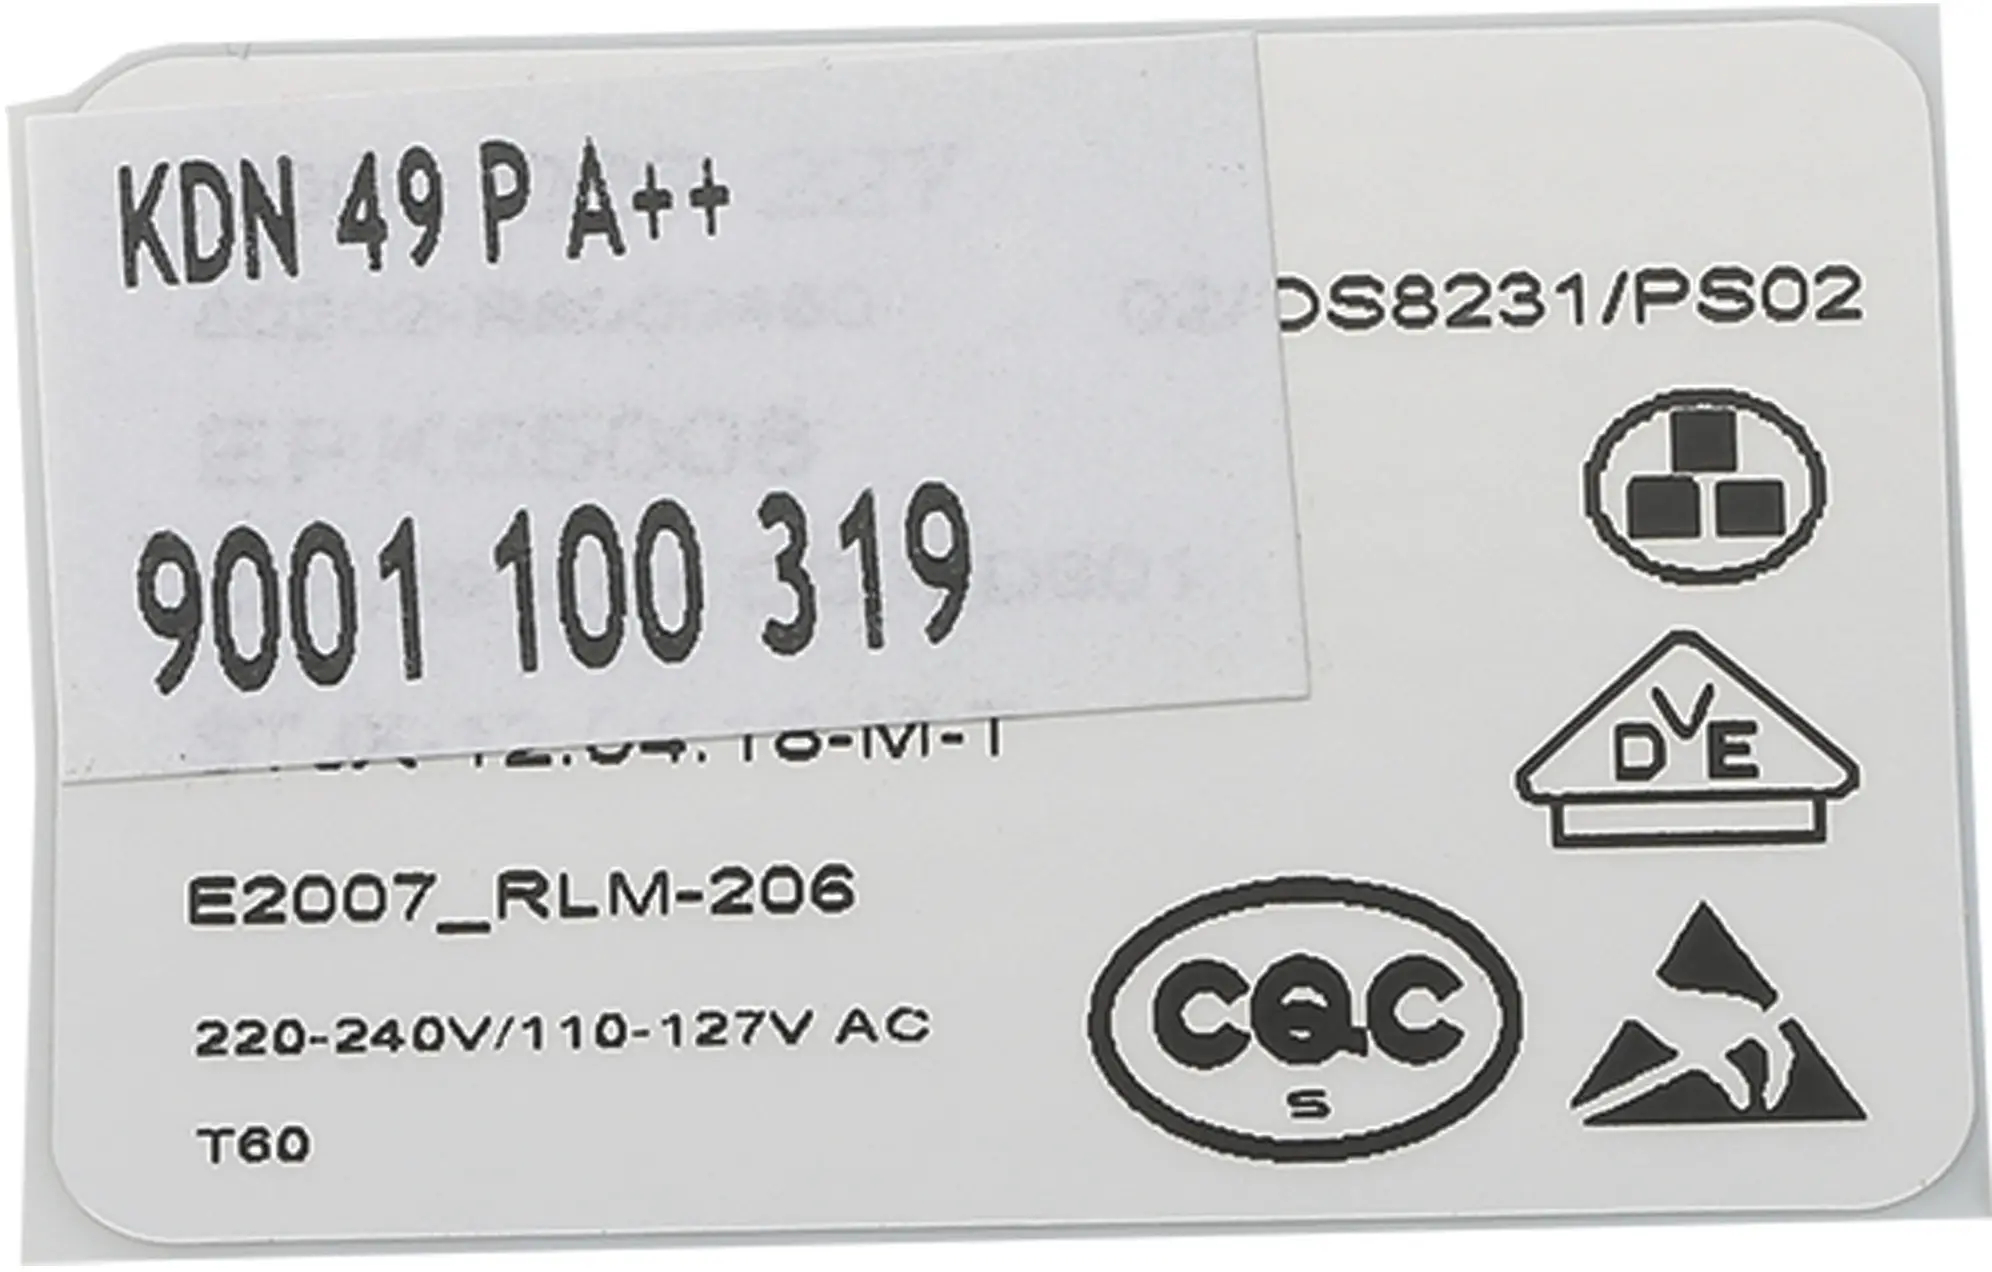 KDN 49 P A++
DS8231/PS02
9001 100 319
DVE
E2007_RLM-206
CQC
S
220-240V/110-127V AC
T60